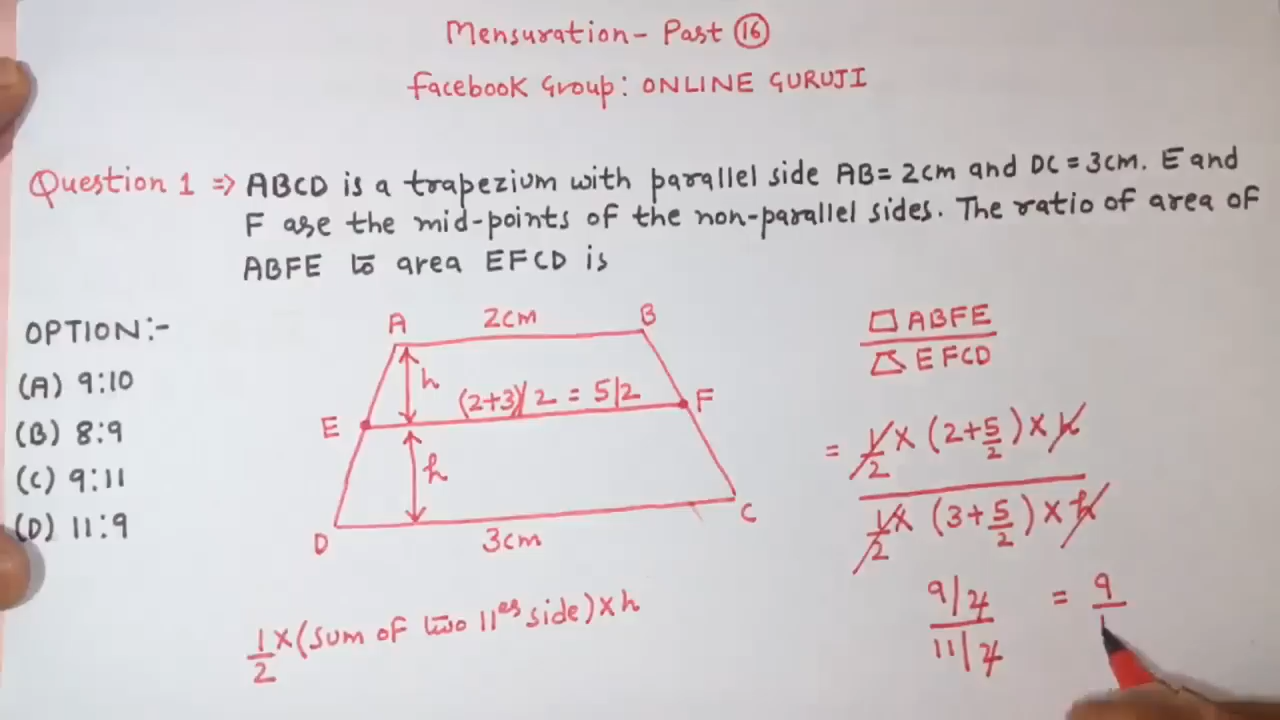 Mensuration- Part 16
Facebook Group: ONLINE GURUJI
Question 1 ⇒ ABCD is a trapezium with parallel side AB= 2cm and DC = 3cm. E and
F are the mid-points of the non-parallel sides. The ratio of area of
ABFE to area EFCD is
OPTION:-
(A) 9:10
(B) 8:9
(C) 9:11
(D) 11:9
A 2cm B
h
E (2+3)/2 = 5/2 F
h
D 3cm C
1/2 × (sum of two 11es side) × h
□ ABFE
⏢ EFCD
= 1/2 × (2+5/2) × h
1/2 × (3+5/2) × h
9/2 = 9
11/2